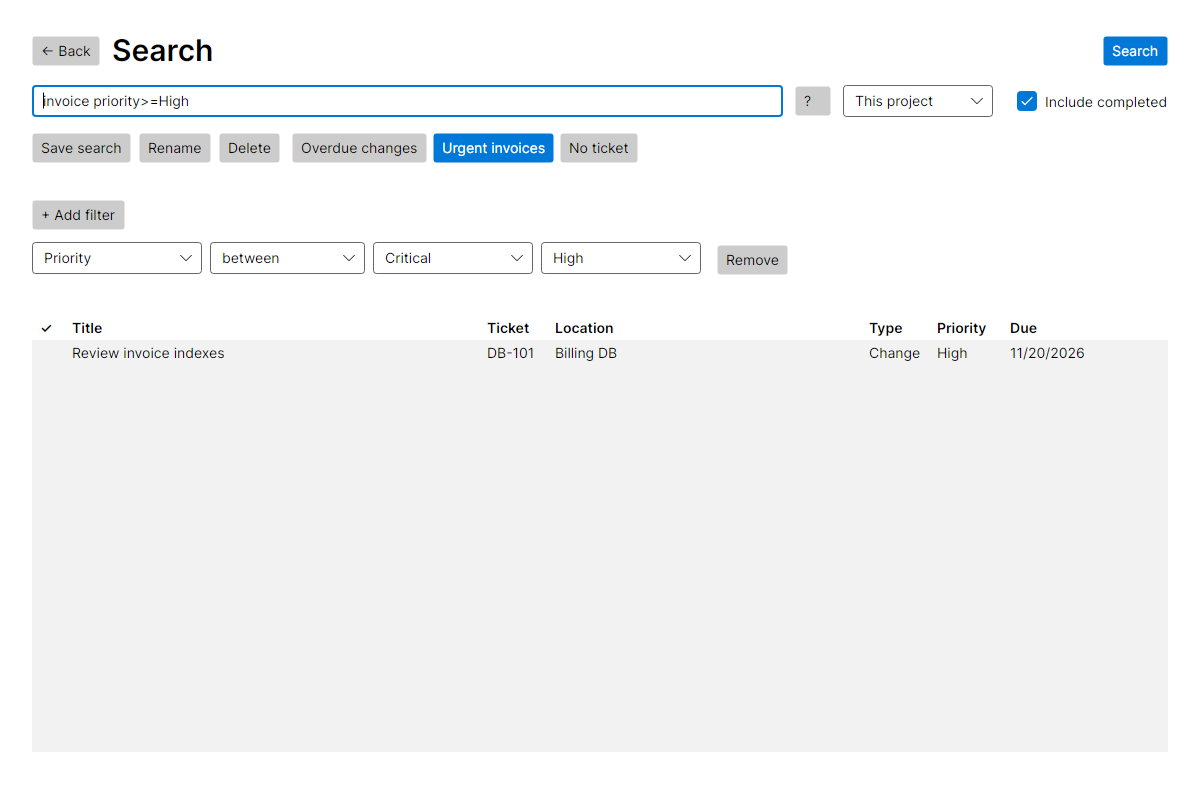 ← Back Search Search
invoice priority>=High ? This project Include completed
Save search Rename Delete Overdue changes Urgent invoices No ticket
+ Add filter
Priority between Critical High Remove
✓ Title Ticket Location Type Priority Due
Review invoice indexes DB-101 Billing DB Change High 11/20/2026